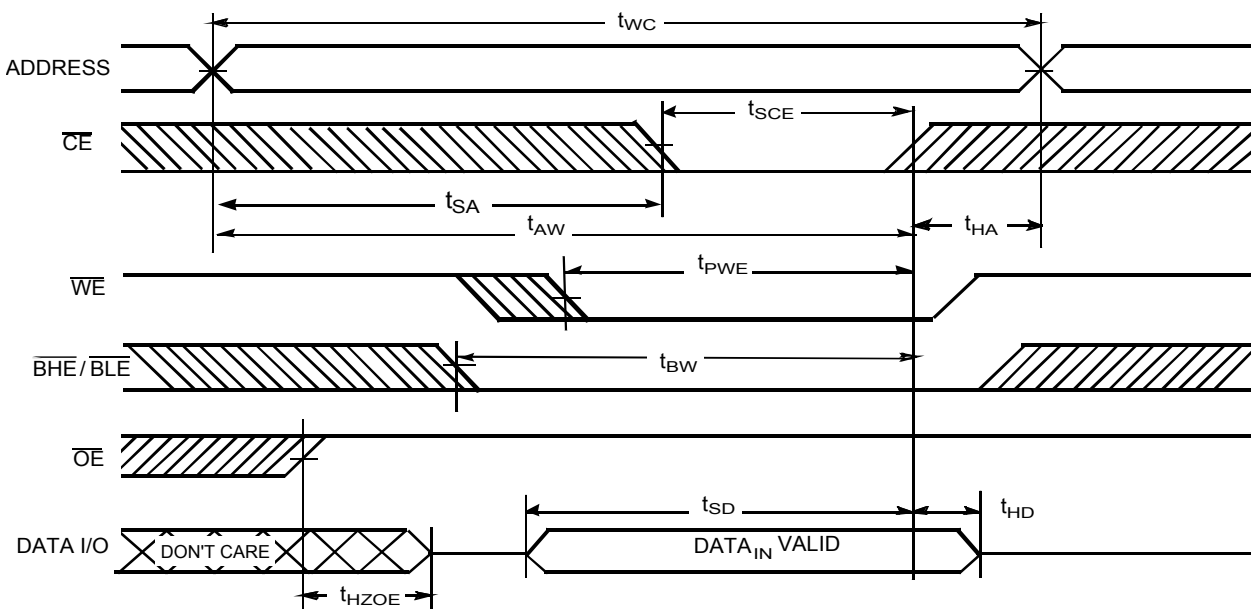 tWC
ADDRESS
tSCE
CE
tSA
tAW
tHA
tPWE
WE
BHE/BLE
tBW
OE
tSD
tHD
DATA I/O
DON'T CARE
DATAIN VALID
tHZOE